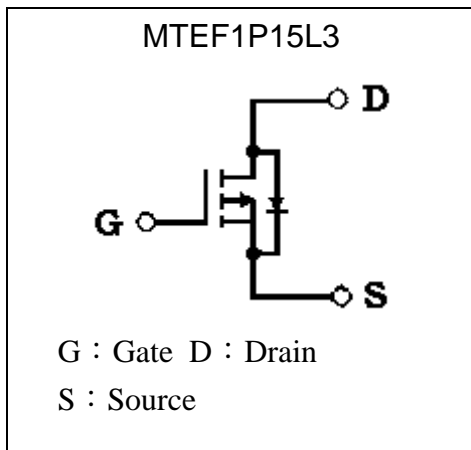 MTEF1P15L3
D
G
S
G：Gate D：Drain
S：Source